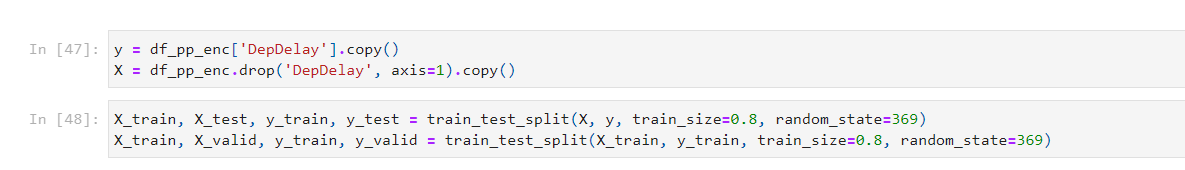 In [47]: y = df_pp_enc['DepDelay'].copy()
X = df_pp_enc.drop('DepDelay', axis=1).copy()
In [48]: X_train, X_test, y_train, y_test = train_test_split(X, y, train_size=0.8, random_state=369)
X_train, X_valid, y_train, y_valid = train_test_split(X_train, y_train, train_size=0.8, random_state=369)